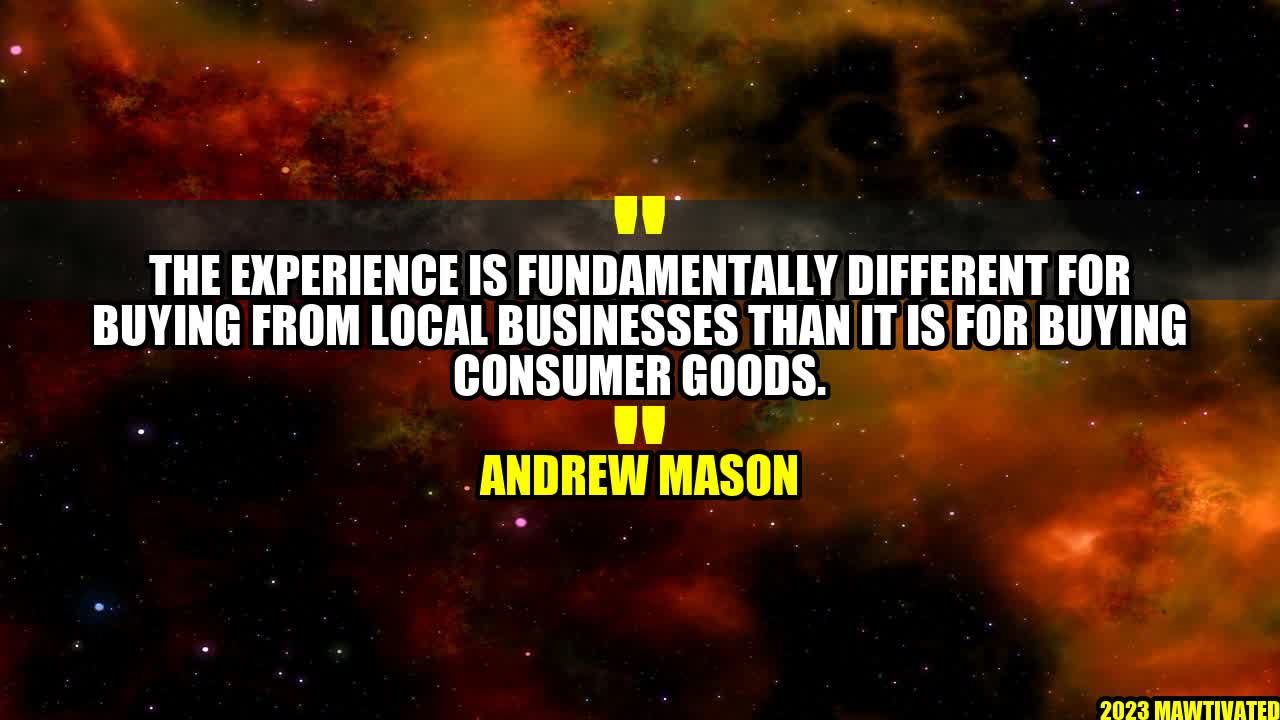 "
THE EXPERIENCE IS FUNDAMENTALLY DIFFERENT FOR
BUYING FROM LOCAL BUSINESSES THAN IT IS FOR BUYING
CONSUMER GOODS.
"
ANDREW MASON
2023 MAWTIVATED